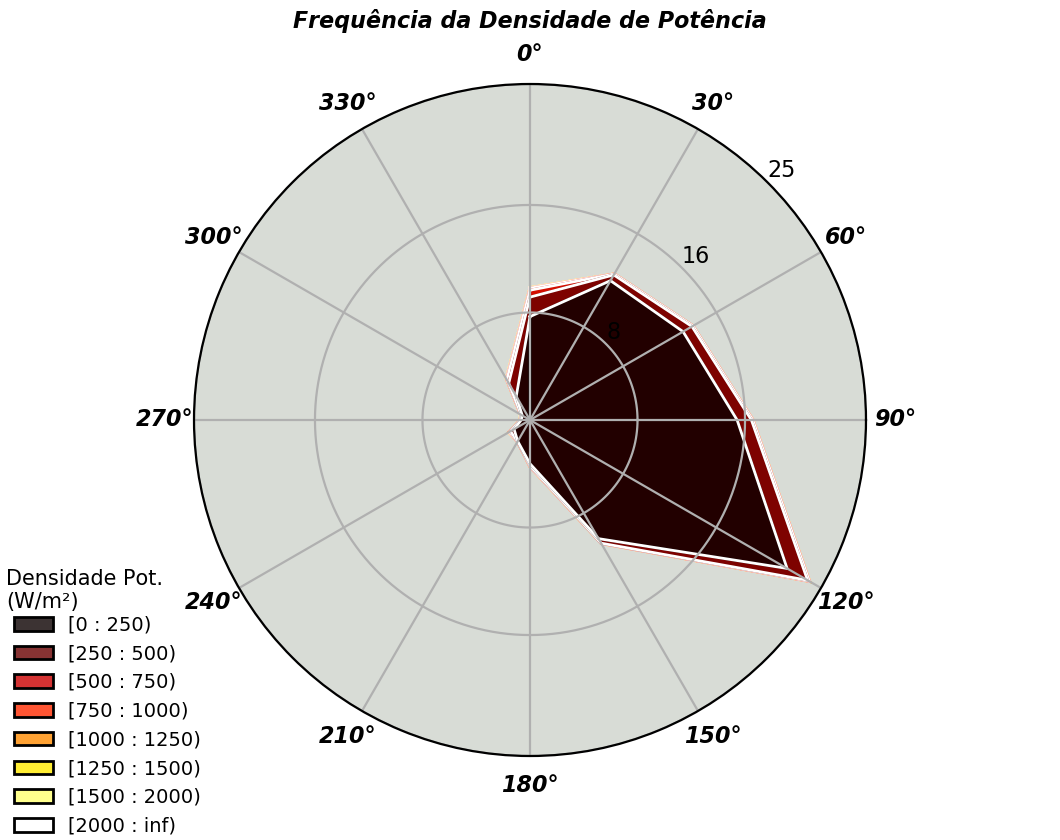 Frequência da Densidade de Potência
0°
330°
30°
25
300°
60°
16
8
270°
90°
240°
120°
210°
150°
180°
Densidade Pot.
(W/m²)
[0 : 250)
[250 : 500)
[500 : 750)
[750 : 1000)
[1000 : 1250)
[1250 : 1500)
[1500 : 2000)
[2000 : inf)